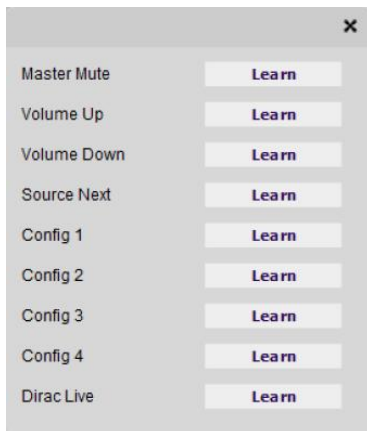 Master Mute Learn
Volume Up Learn
Volume Down Learn
Source Next Learn
Config 1 Learn
Config 2 Learn
Config 3 Learn
Config 4 Learn
Dirac Live Learn